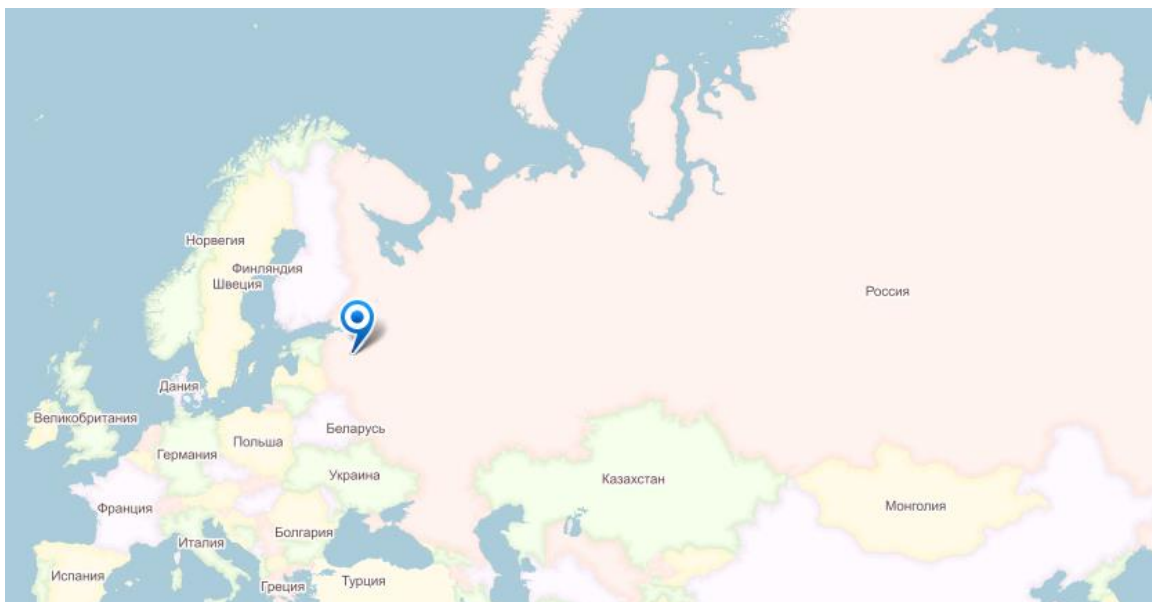 Норвегия
Финляндия
Швеция
Россия
Дания
Великобритания
Беларусь
Польша
Германия
Украина
Казахстан
Франция
Монголия
Болгария
Италия
Испания
Турция
Греция